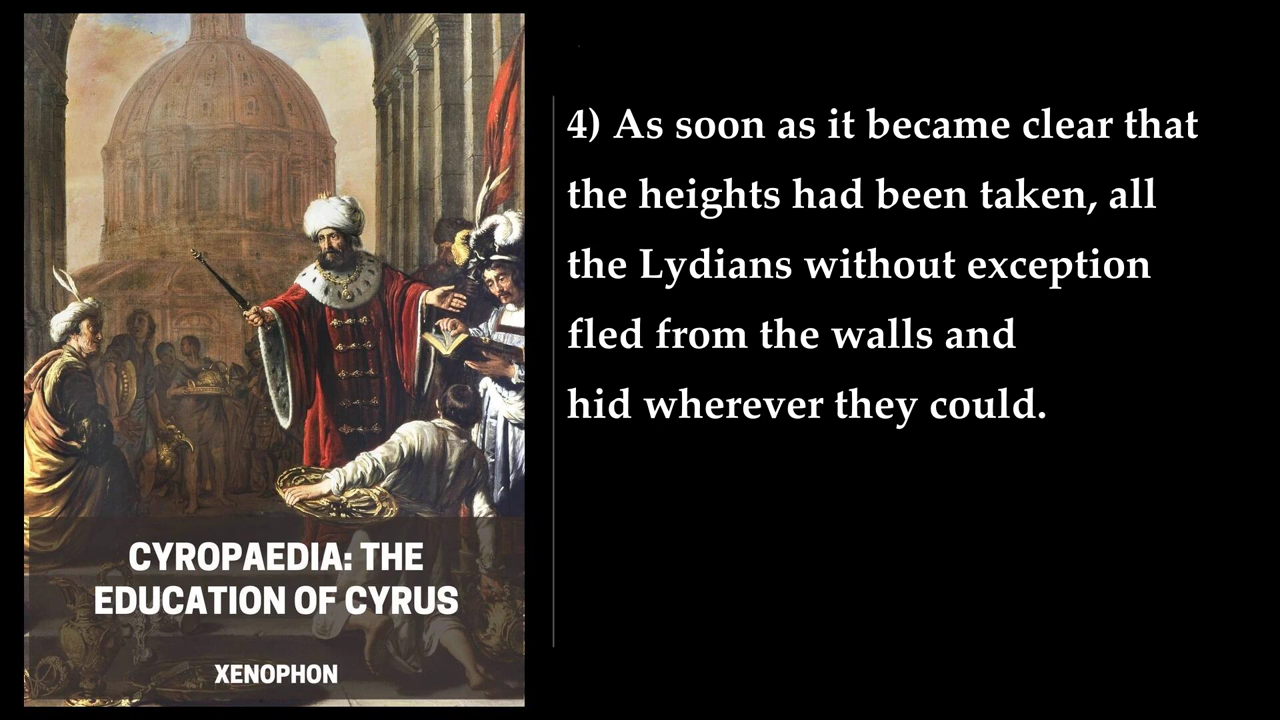 4) As soon as it became clear that
the heights had been taken, all
the Lydians without exception
fled from the walls and
hid wherever they could.
CYROPAEDIA: THE
EDUCATION OF CYRUS
XENOPHON